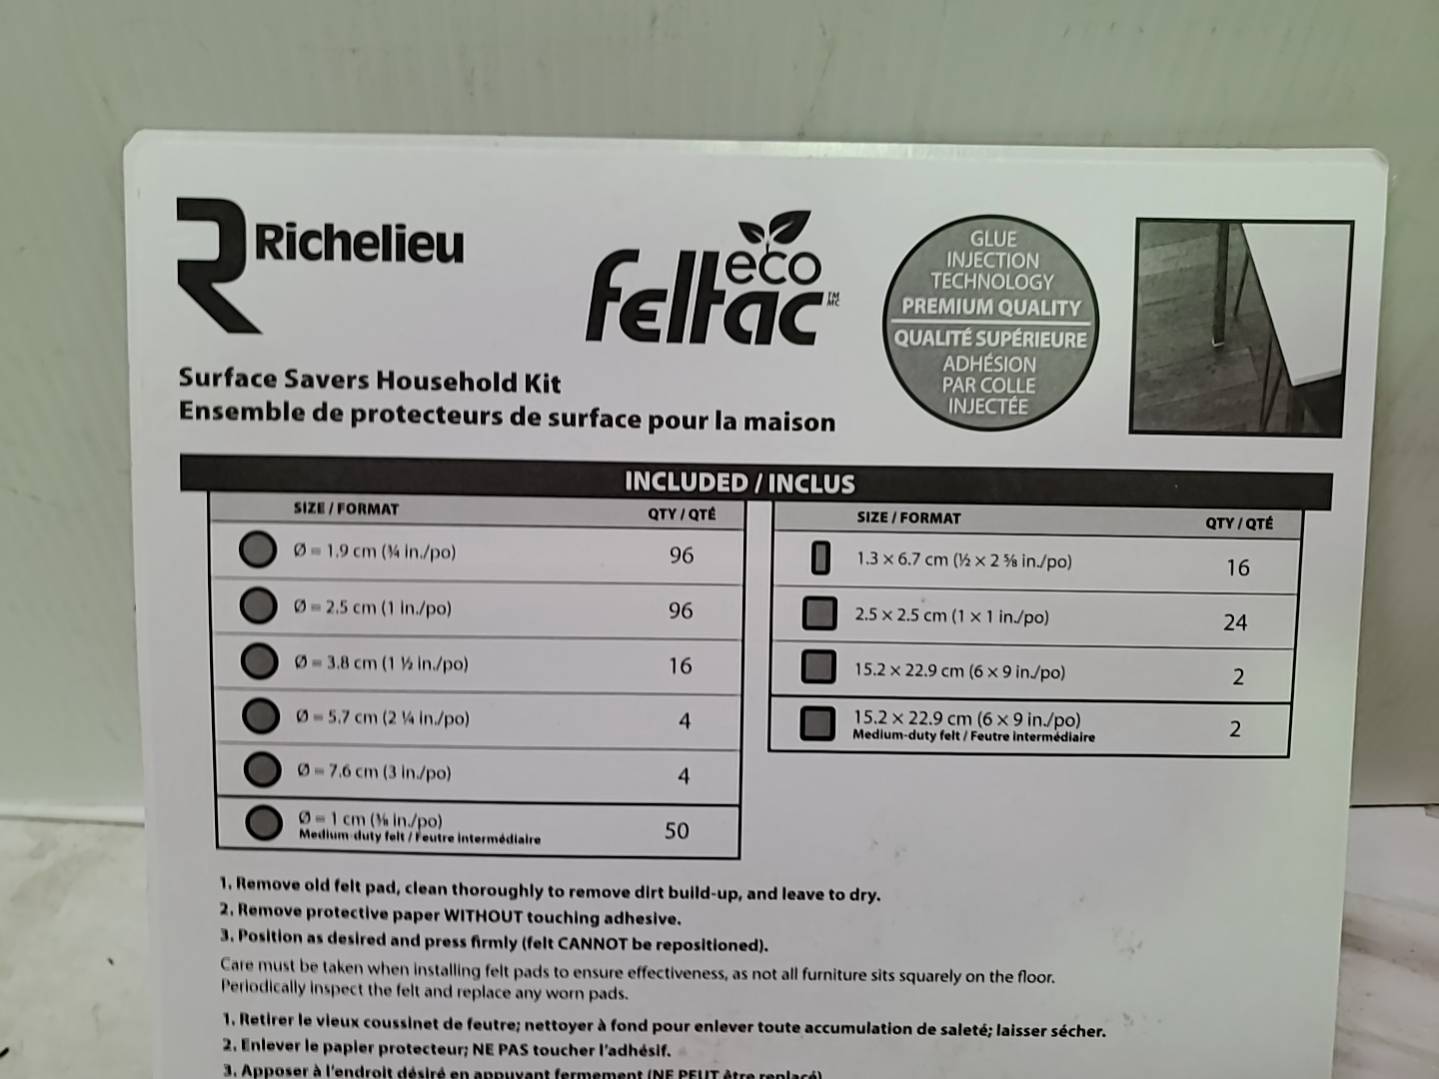 Richelieu
eco
feltac
TM
MC
GLUE
INJECTION
TECHNOLOGY
PREMIUM QUALITY
QUALITÉ SUPÉRIEURE
ADHÉSION
PAR COLLE
INJECTÉE
Surface Savers Household Kit
Ensemble de protecteurs de surface pour la maison
INCLUDED / INCLUS
SIZE / FORMAT QTY / QTÉ
Ø = 1.9 cm (¾ in./po) 96
Ø = 2.5 cm (1 in./po) 96
Ø = 3.8 cm (1 ½ in./po) 16
Ø = 5.7 cm (2 ¼ in./po) 4
Ø = 7.6 cm (3 in./po) 4
Ø = 1 cm (⅜ in./po) 50
Medium-duty felt / Feutre intermédiaire
SIZE / FORMAT QTY / QTÉ
1.3 × 6.7 cm (½ × 2 ⅝ in./po) 16
2.5 × 2.5 cm (1 × 1 in./po) 24
15.2 × 22.9 cm (6 × 9 in./po) 2
15.2 × 22.9 cm (6 × 9 in./po) 2
Medium-duty felt / Feutre intermédiaire
1. Remove old felt pad, clean thoroughly to remove dirt build-up, and leave to dry.
2. Remove protective paper WITHOUT touching adhesive.
3. Position as desired and press firmly (felt CANNOT be repositioned).
Care must be taken when installing felt pads to ensure effectiveness, as not all furniture sits squarely on the floor.
Periodically inspect the felt and replace any worn pads.
1. Retirer le vieux coussinet de feutre; nettoyer à fond pour enlever toute accumulation de saleté; laisser sécher.
2. Enlever le papier protecteur; NE PAS toucher l'adhésif.
3. Apposer à l'endroit désiré en appuyant fermement (NE PEUT être replacé).